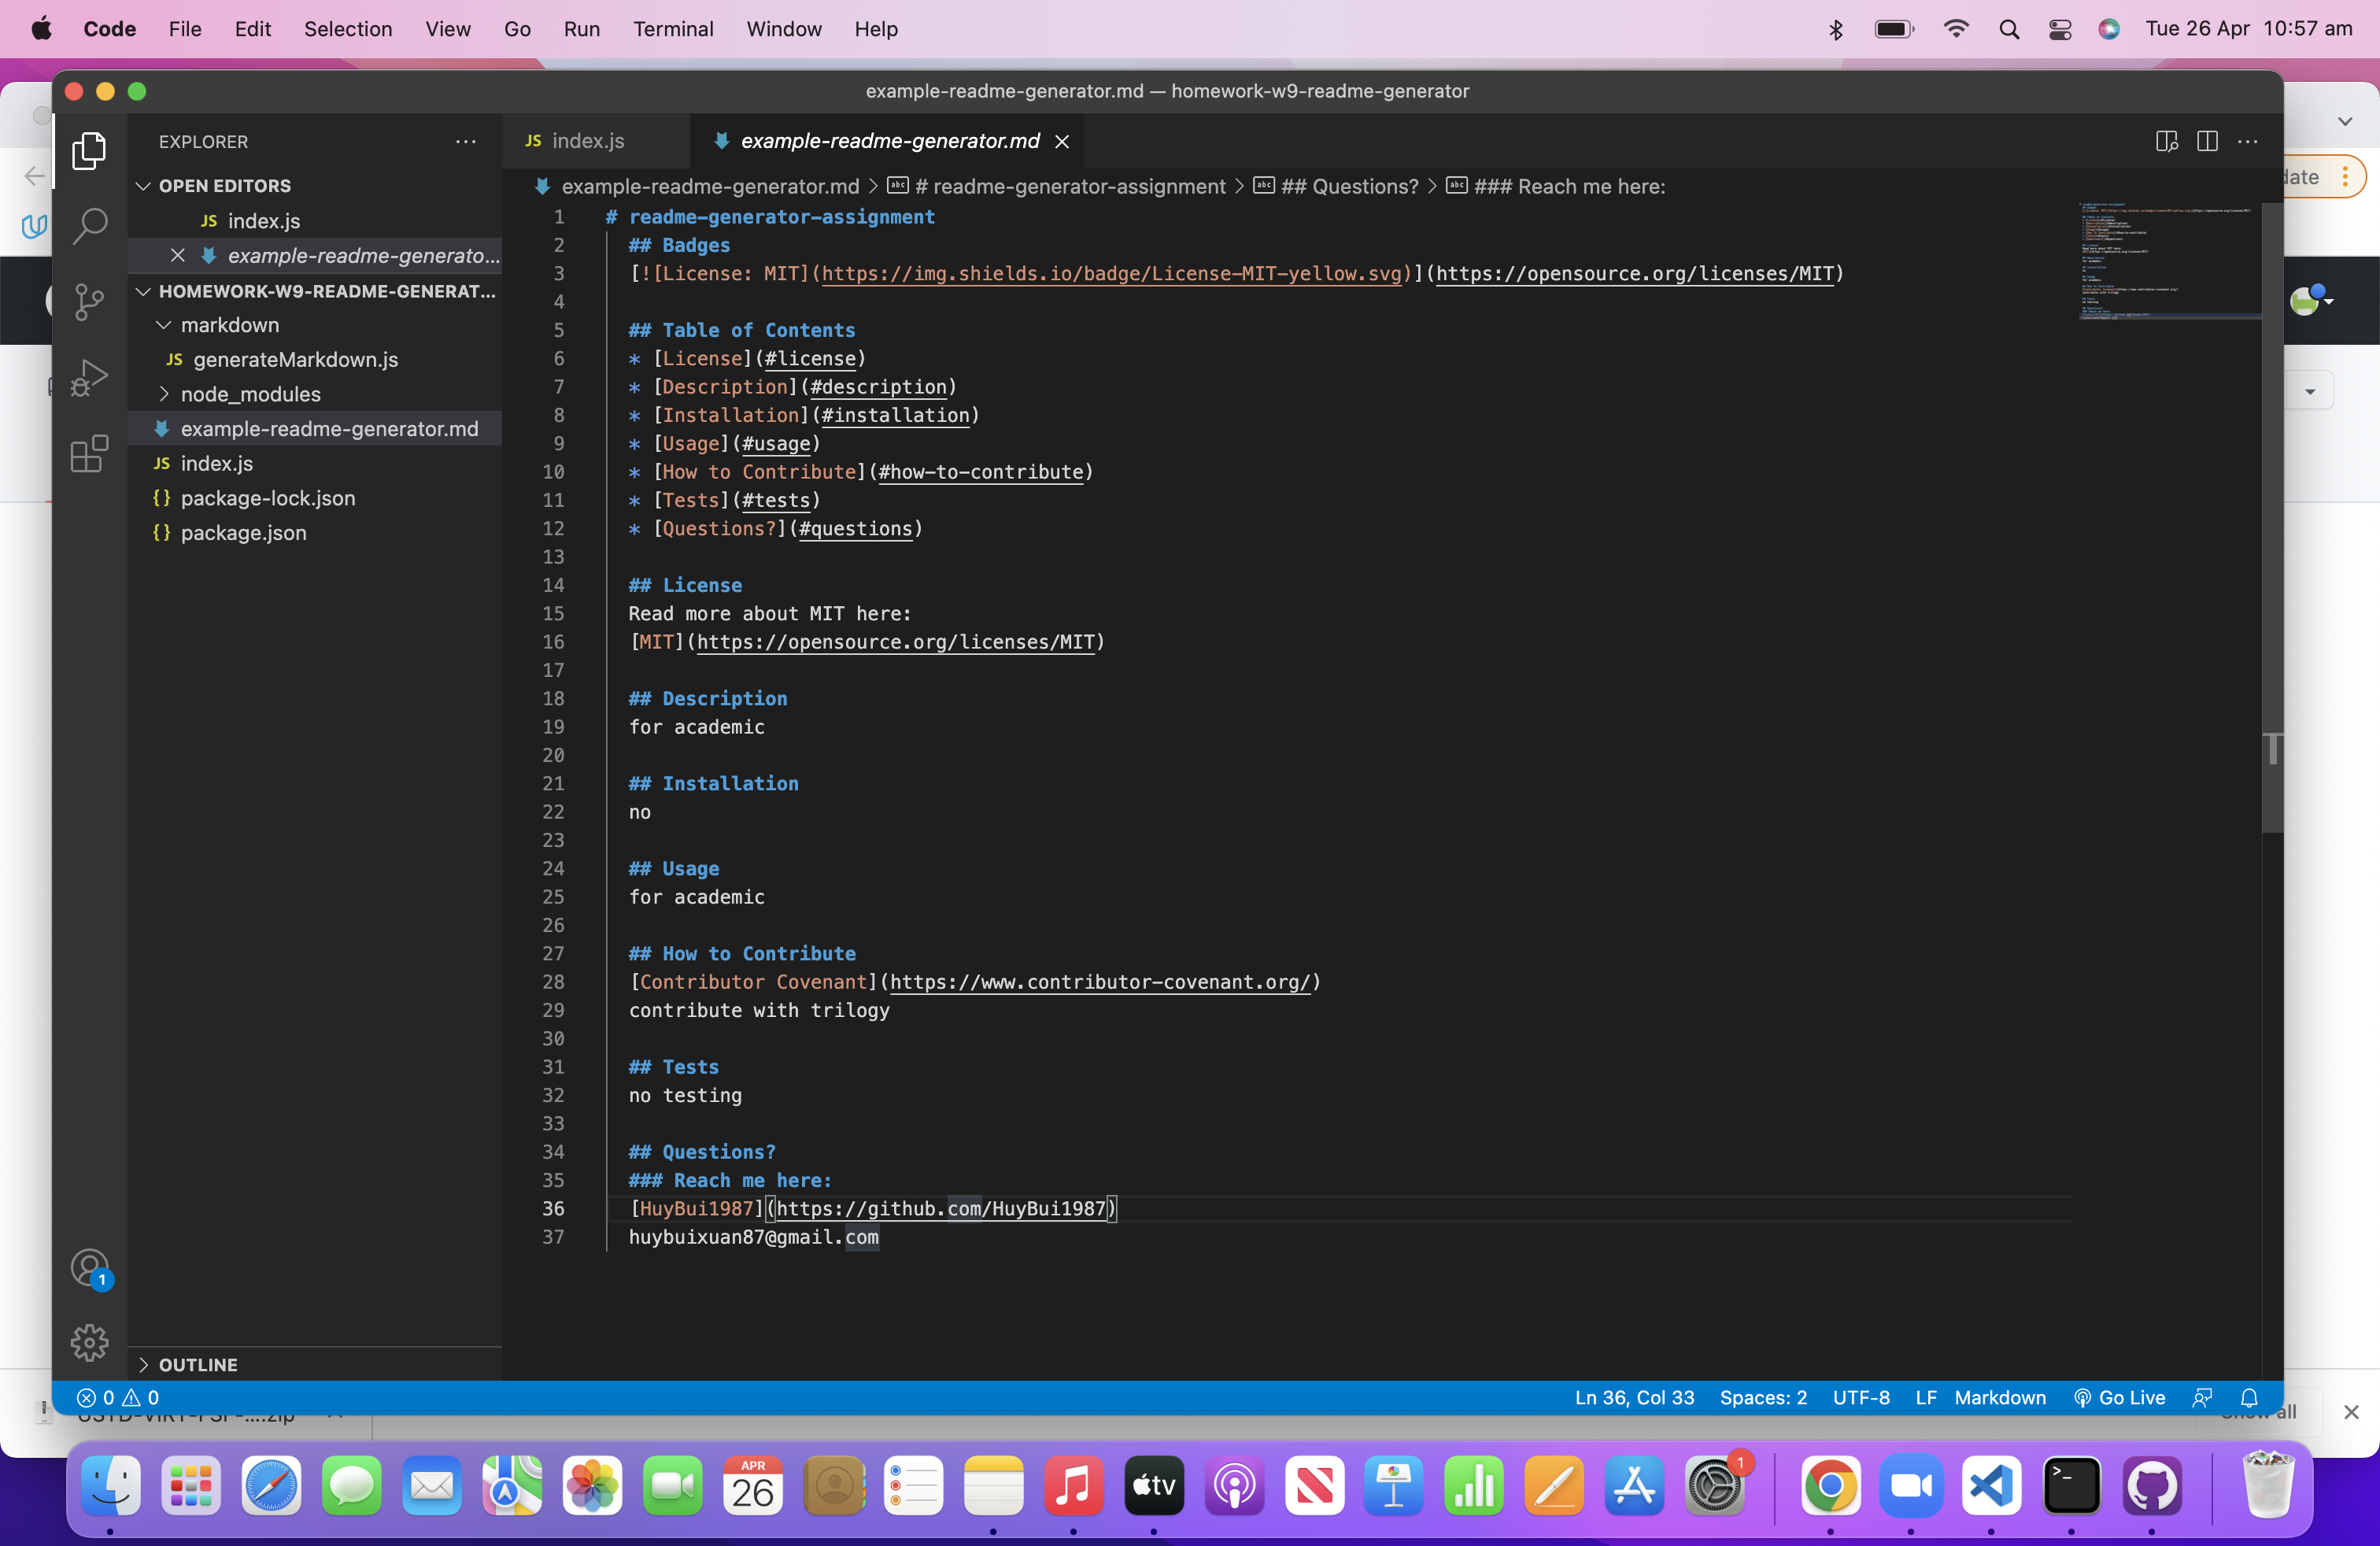 Code File Edit Selection View Go Run Terminal Window Help Tue 26 Apr 10:57 am
example-readme-generator.md — homework-w9-readme-generator
EXPLORER
JS index.js
example-readme-generator.md
OPEN EDITORS
JS index.js
example-readme-generato...
HOMEWORK-W9-README-GENERAT...
markdown
JS generateMarkdown.js
node_modules
example-readme-generator.md
JS index.js
{} package-lock.json
{} package.json
OUTLINE
example-readme-generator.md > # readme-generator-assignment > ## Questions? > ### Reach me here:
1 # readme-generator-assignment
2 ## Badges
3 [![License: MIT](https://img.shields.io/badge/License-MIT-yellow.svg)](https://opensource.org/licenses/MIT)
4
5 ## Table of Contents
6 * [License](#license)
7 * [Description](#description)
8 * [Installation](#installation)
9 * [Usage](#usage)
10 * [How to Contribute](#how-to-contribute)
11 * [Tests](#tests)
12 * [Questions?](#questions)
13
14 ## License
15 Read more about MIT here:
16 [MIT](https://opensource.org/licenses/MIT)
17
18 ## Description
19 for academic
20
21 ## Installation
22 no
23
24 ## Usage
25 for academic
26
27 ## How to Contribute
28 [Contributor Covenant](https://www.contributor-covenant.org/)
29 contribute with trilogy
30
31 ## Tests
32 no testing
33
34 ## Questions?
35 ### Reach me here:
36 [HuyBui1987](https://github.com/HuyBui1987)
37 huybuixuan87@gmail.com
date
1
0 0
Ln 36, Col 33 Spaces: 2 UTF-8 LF Markdown Go Live
all
APR
26
tv
1